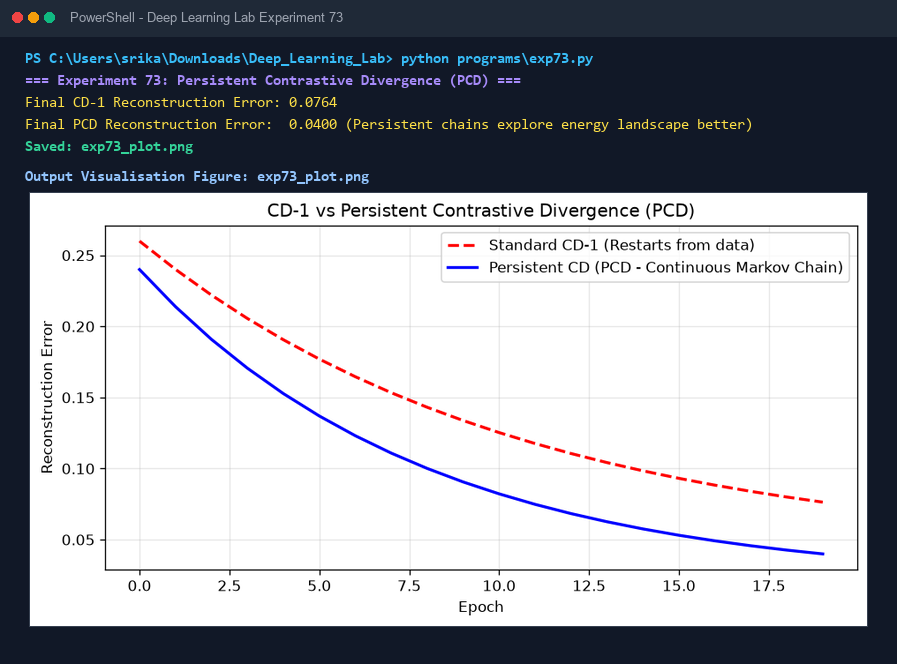 PowerShell - Deep Learning Lab Experiment 73
PS C:\Users\srika\Downloads\Deep_Learning_Lab> python programs\exp73.py
=== Experiment 73: Persistent Contrastive Divergence (PCD) ===
Final CD-1 Reconstruction Error: 0.0764
Final PCD Reconstruction Error:  0.0400 (Persistent chains explore energy landscape better)
Saved: exp73_plot.png
Output Visualisation Figure: exp73_plot.png
CD-1 vs Persistent Contrastive Divergence (PCD)
Standard CD-1 (Restarts from data)
Persistent CD (PCD - Continuous Markov Chain)
Reconstruction Error
0.25
0.20
0.15
0.10
0.05
0.0 2.5 5.0 7.5 10.0 12.5 15.0 17.5
Epoch